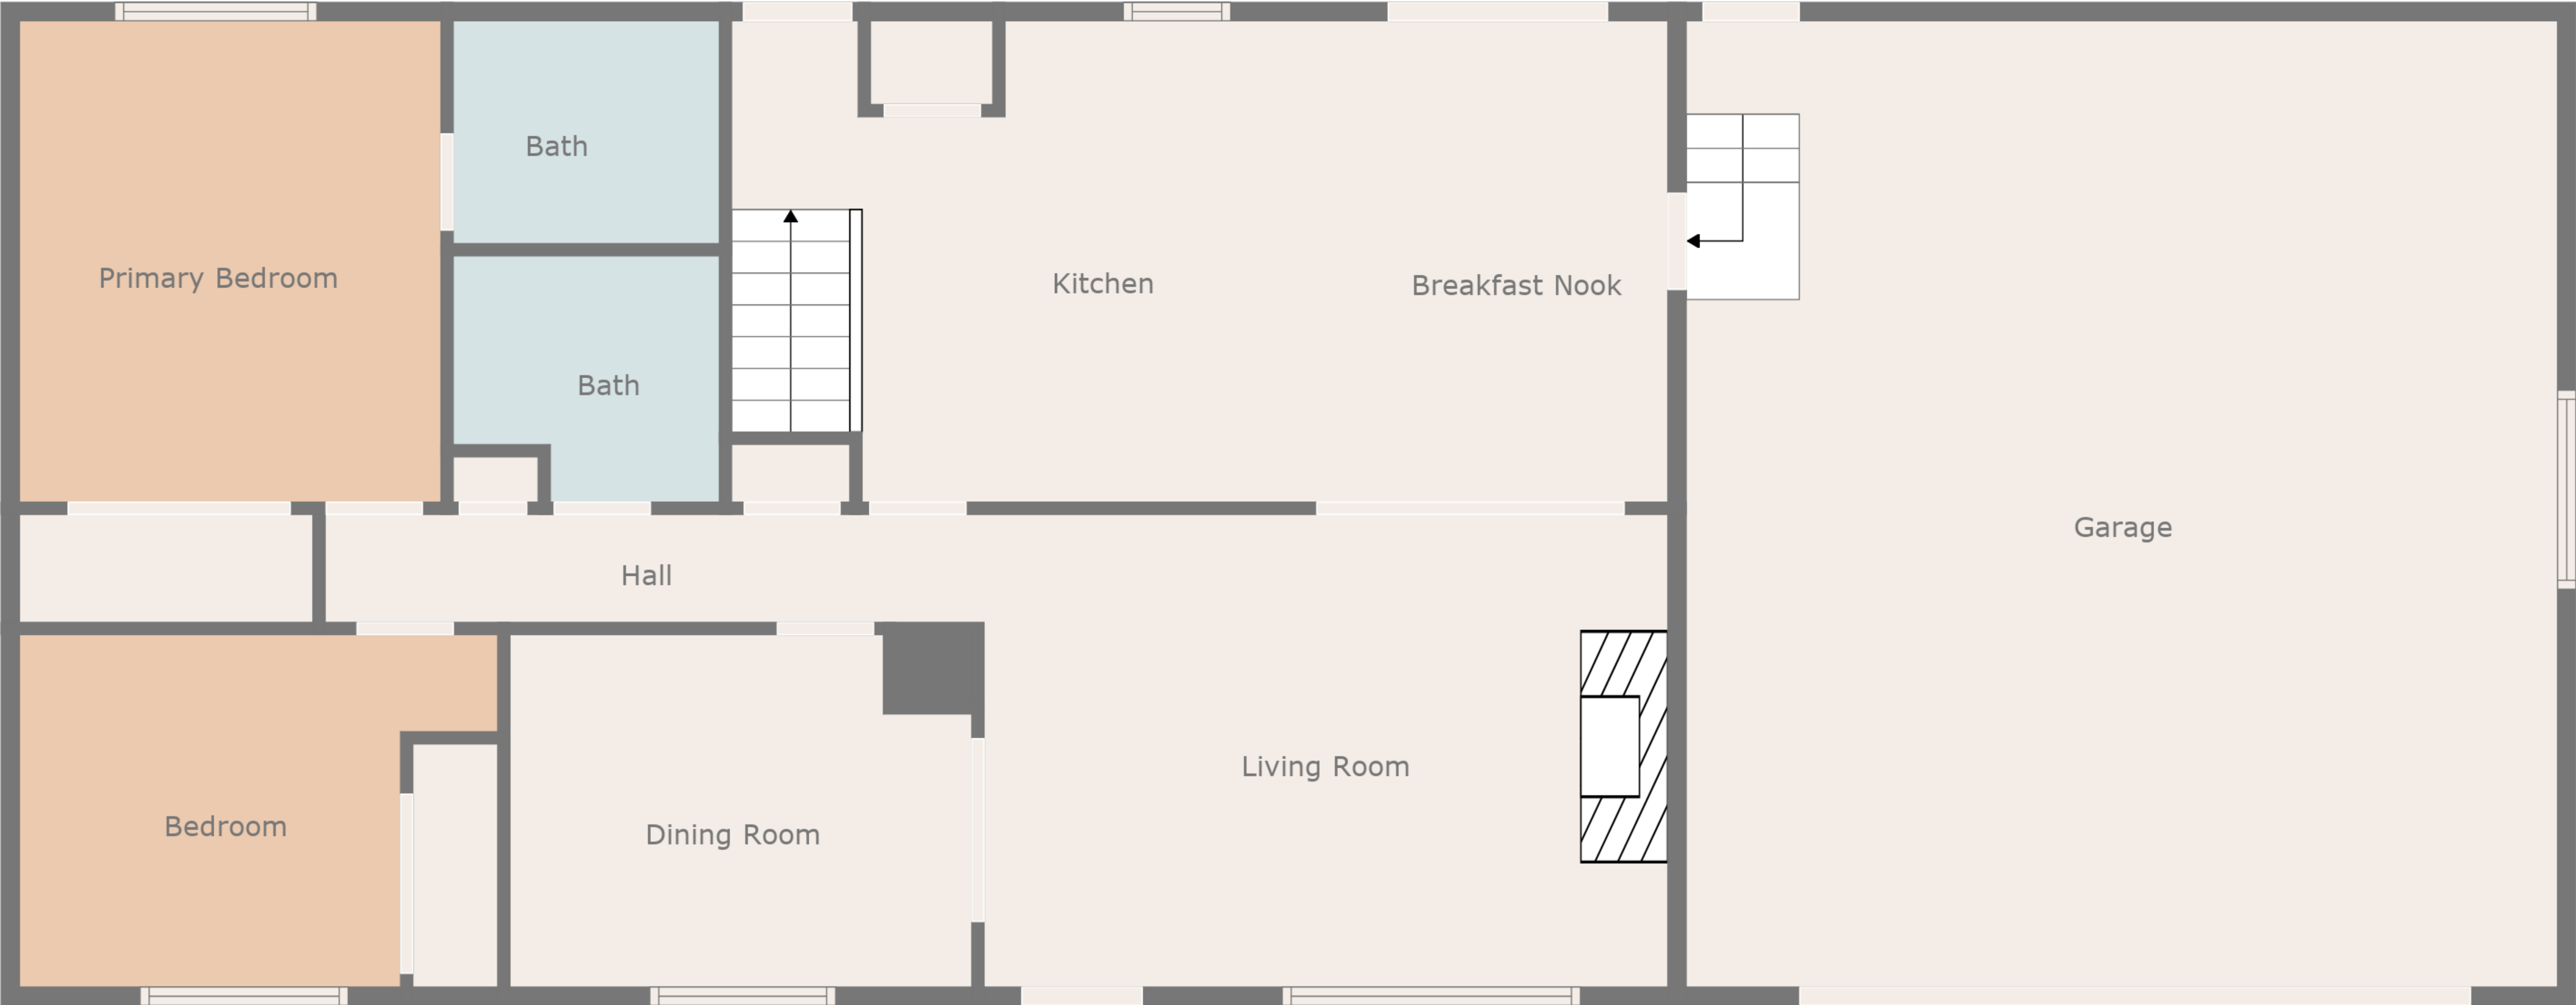 Bath
Primary Bedroom
Kitchen
Breakfast Nook
Bath
Garage
Hall
Living Room
Bedroom
Dining Room